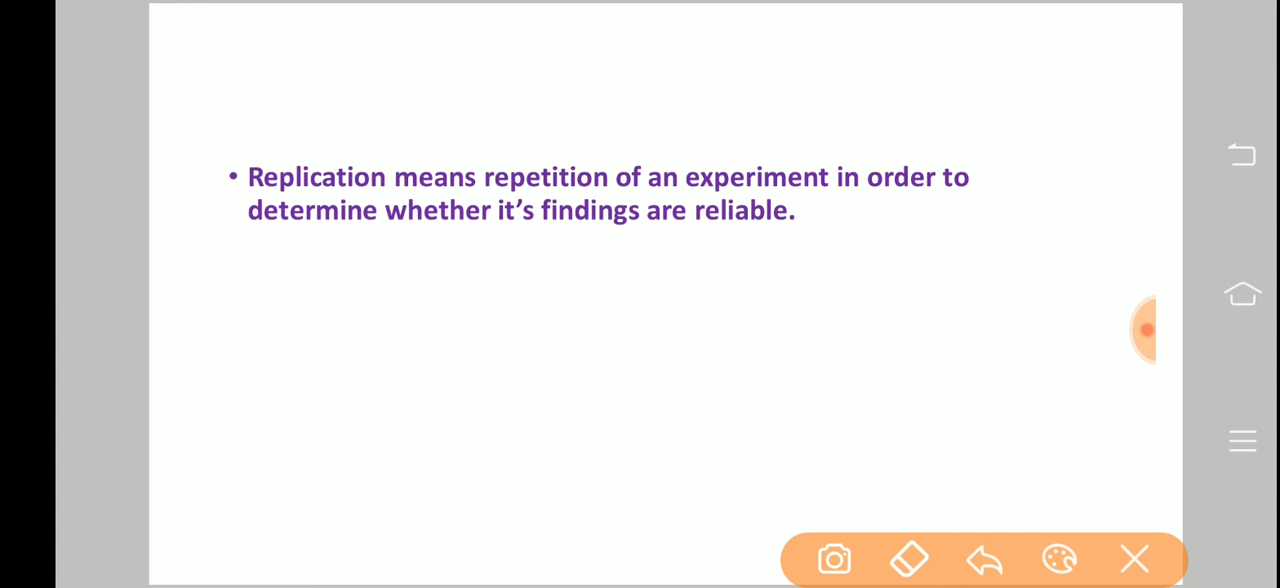 • Replication means repetition of an experiment in order to
determine whether it’s findings are reliable.